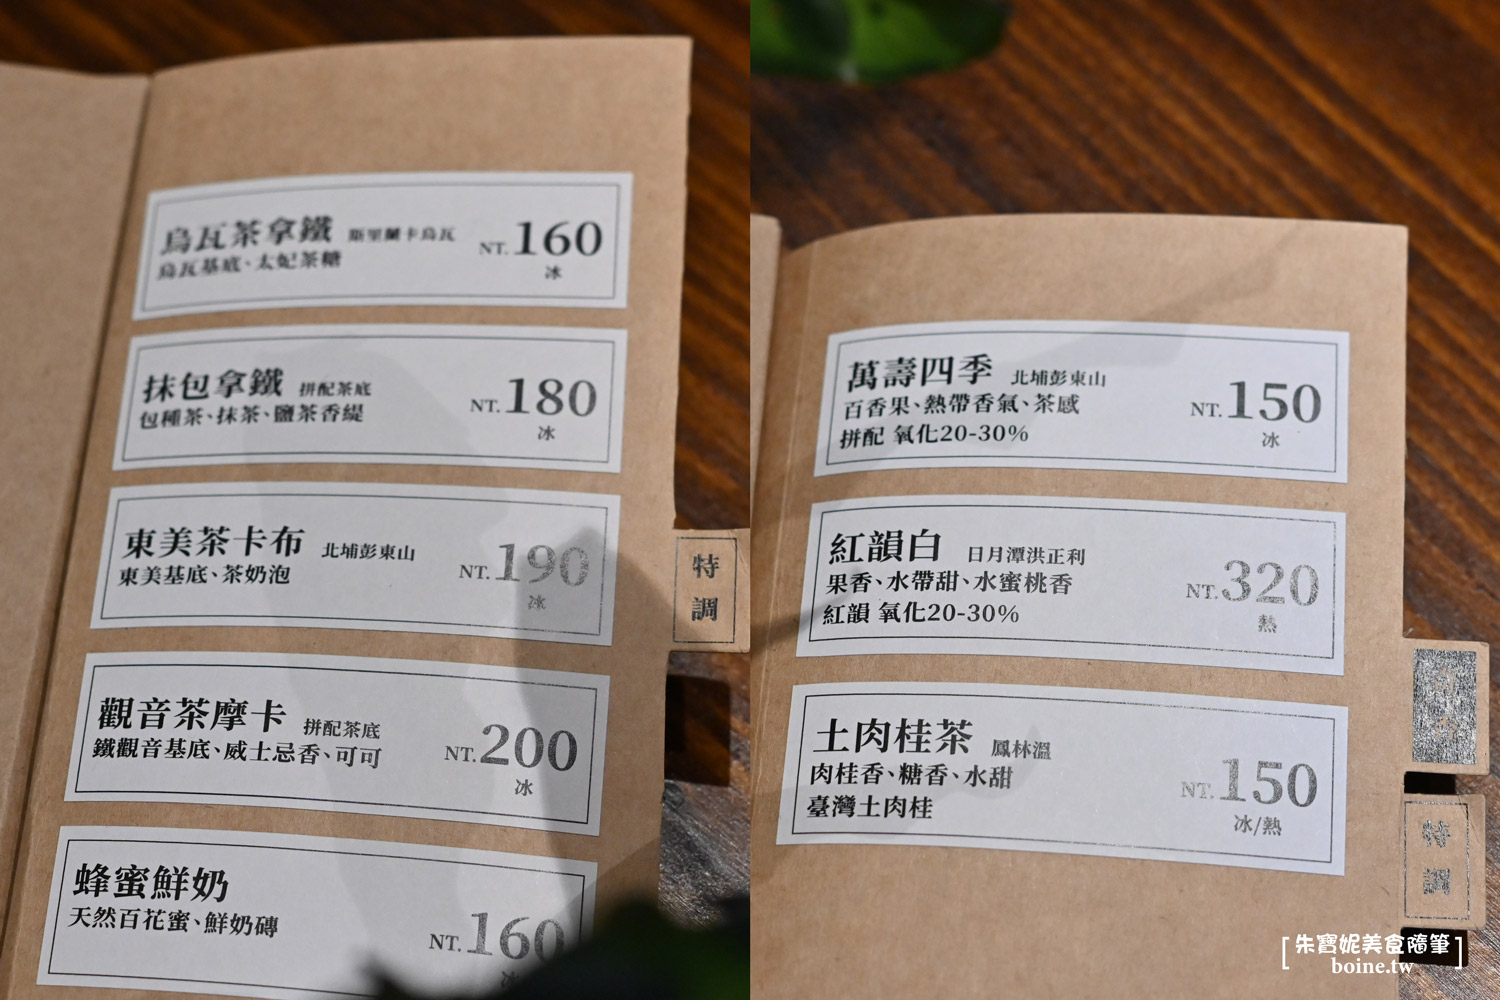 烏瓦茶拿鐵 斯里蘭卡烏瓦
烏瓦基底、太妃茶糖
NT.160
冰
抹包拿鐵 拼配茶底
包種茶、抹茶、鹽茶香緹
NT.180
冰
東美茶卡布 北埔彭東山
東美基底、茶奶泡
NT.190
冰
觀音茶摩卡 拼配茶底
鐵觀音基底、威士忌香、可可
NT.200
冰
蜂蜜鮮奶
天然百花蜜、鮮奶磚
NT.160
特調
萬壽四季 北埔彭東山
百香果、熱帶香氣、茶感
拼配 氧化20-30%
NT.150
冰
紅韻白 日月潭洪正利
果香、水帶甜、水蜜桃香
紅韻 氧化20-30%
NT.320
熱
土肉桂茶 鳳林溫
肉桂香、糖香、水甜
臺灣土肉桂
NT.150
冰/熱
特調
[朱寶妮美食隨筆]
boine.tw